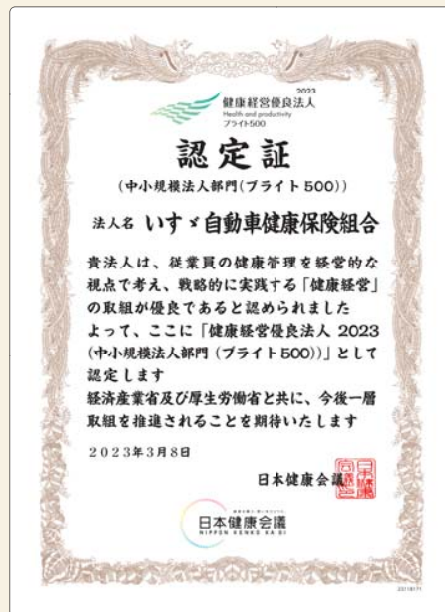 2023
健康経営優良法人
Health and productivity
ブライト500
認定証
(中小規模法人部門(ブライト500))
法人名 いすゞ自動車健康保険組合
貴法人は、従業員の健康管理を経営的な
視点で考え、戦略的に実践する「健康経営」
の取組が優良であると認められました
よって、ここに「健康経営優良法人 2023
(中小規模法人部門 (ブライト500))」として
認定します
経済産業省及び厚生労働省と共に、今後一層
取組を推進されることを期待いたします
2023年3月8日
日本健康会議
日本健康会議
NIPPON KENKO KAIGI